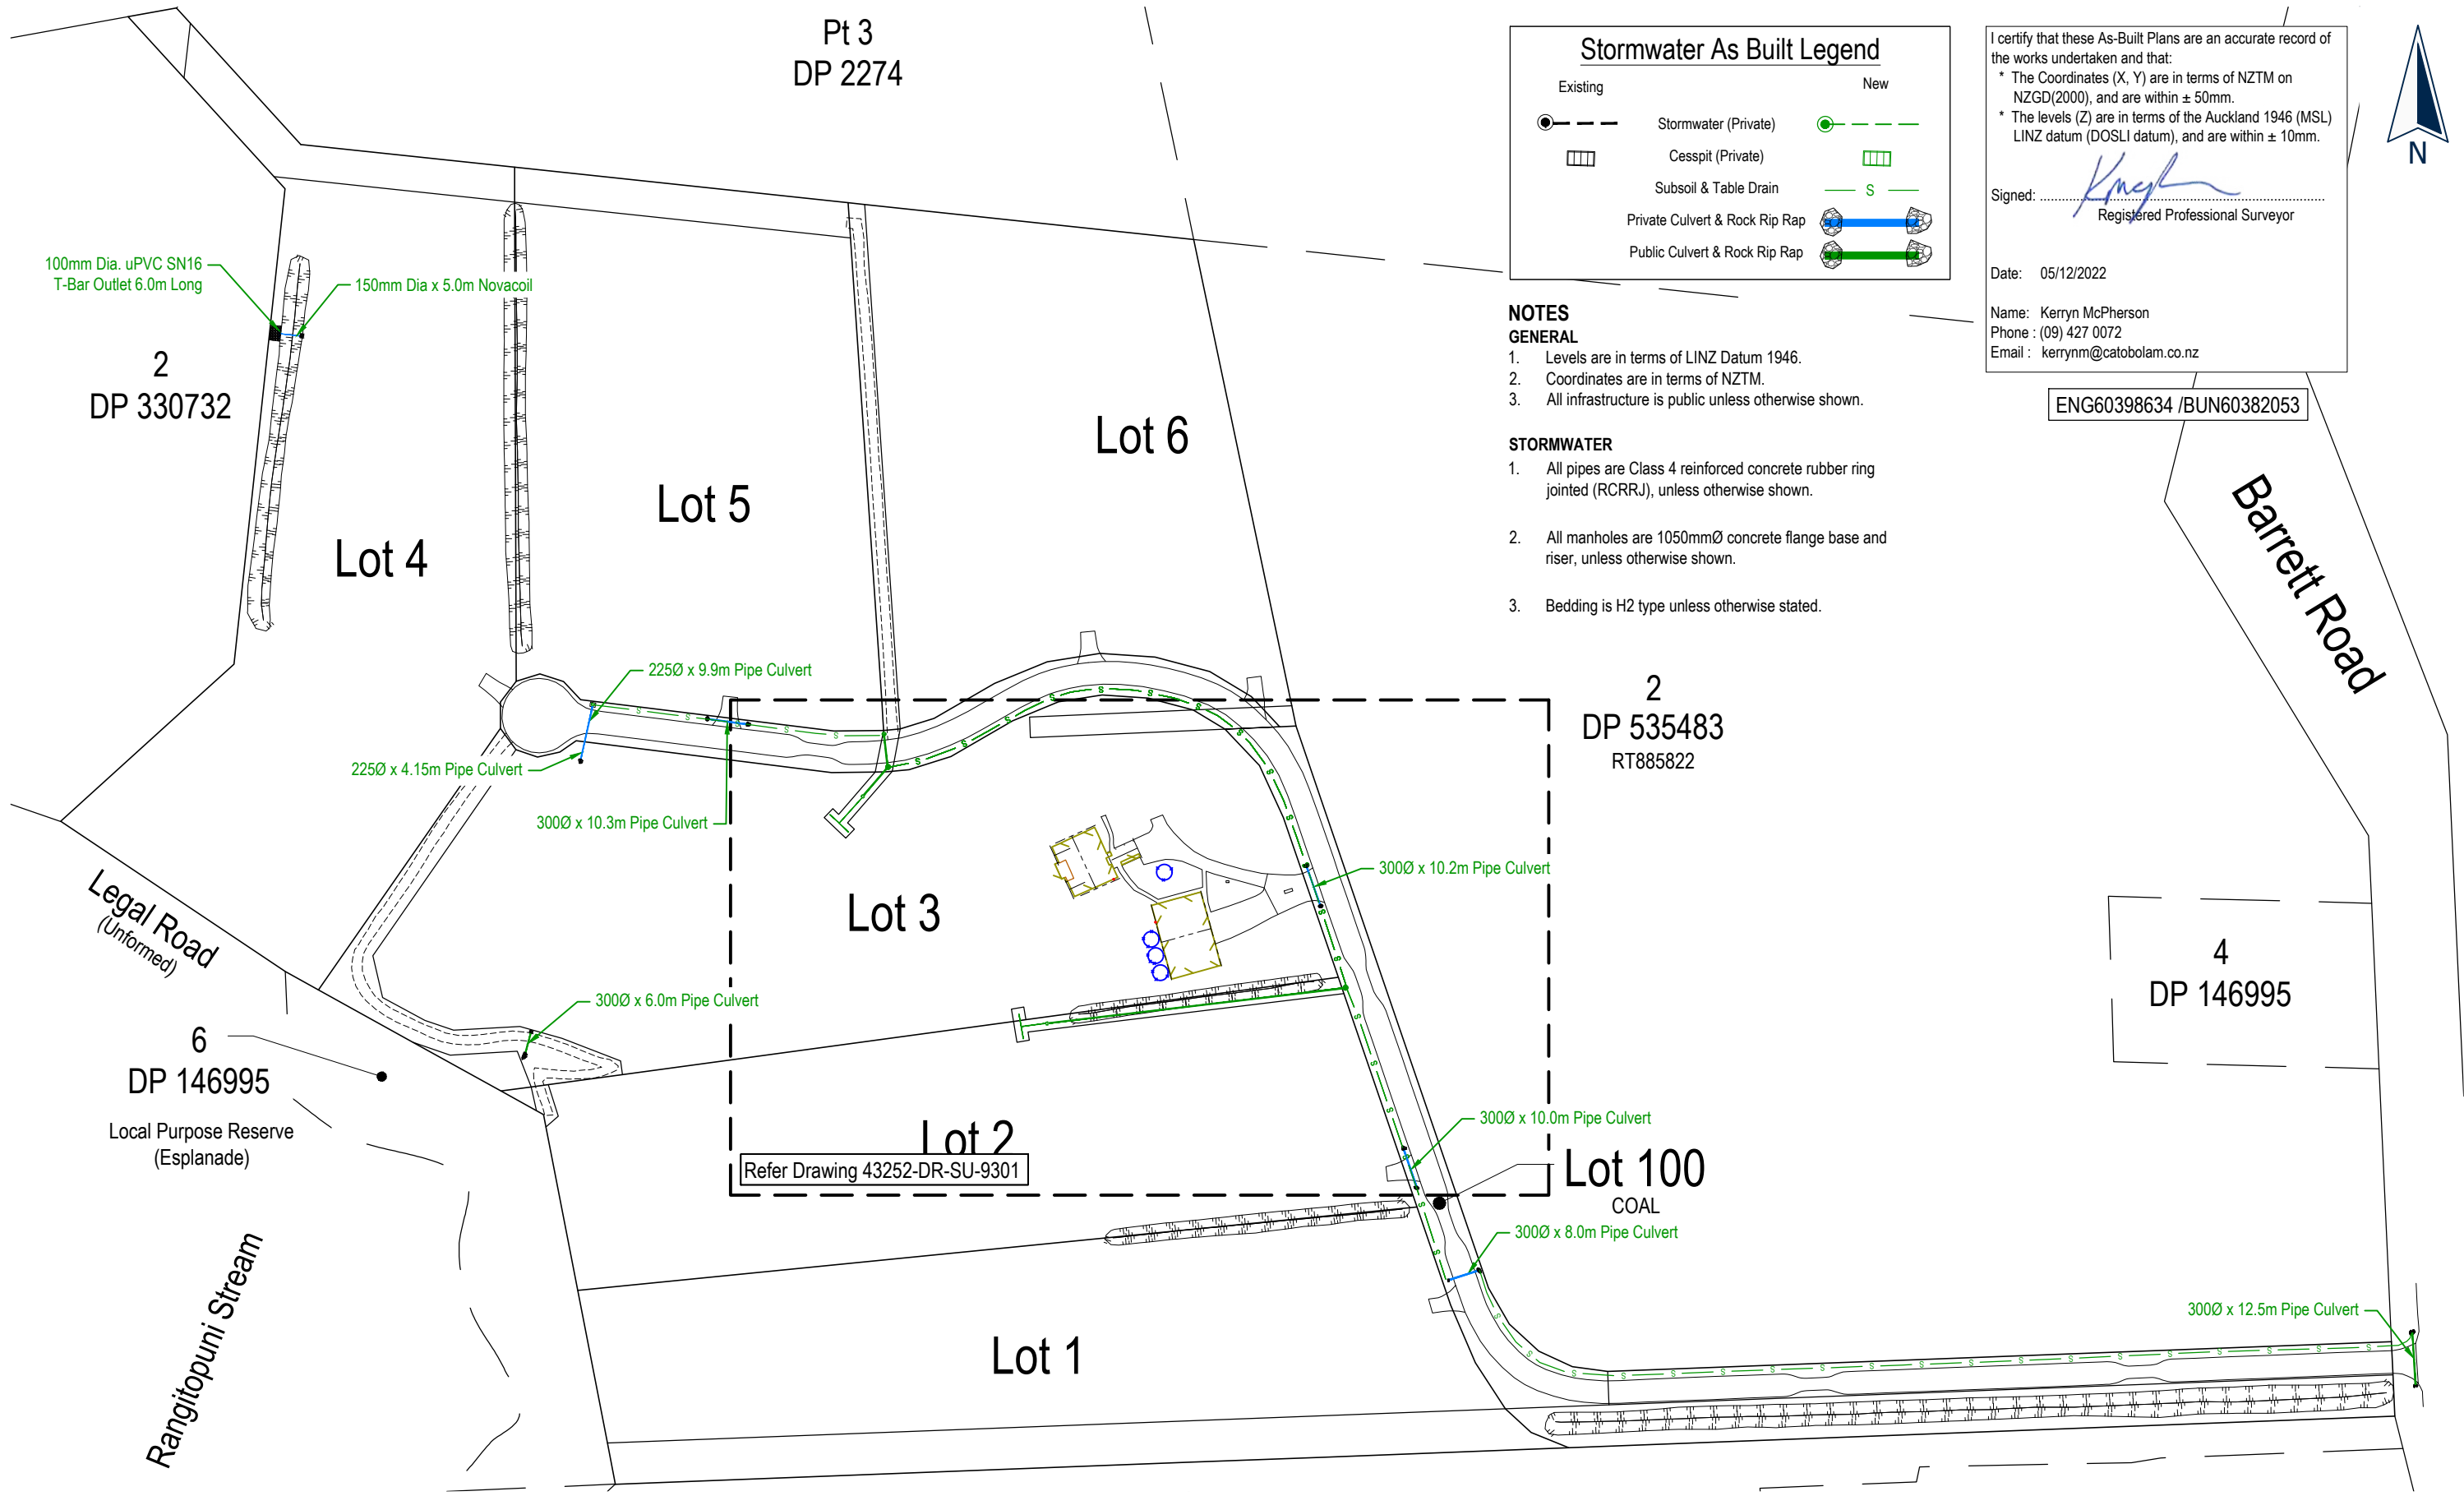 Pt 3
DP 2274
Stormwater As Built Legend
Existing
New
Stormwater (Private)
Cesspit (Private)
Subsoil & Table Drain
S
Private Culvert & Rock Rip Rap
Public Culvert & Rock Rip Rap
I certify that these As-Built Plans are an accurate record of
the works undertaken and that:
* The Coordinates (X, Y) are in terms of NZTM on
NZGD(2000), and are within ± 50mm.
* The levels (Z) are in terms of the Auckland 1946 (MSL)
LINZ datum (DOSLI datum), and are within ± 10mm.
Signed:
Registered Professional Surveyor
Date: 05/12/2022
Name: Kerryn McPherson
Phone : (09) 427 0072
Email : kerrynm@catobolam.co.nz
N
ENG60398634 /BUN60382053
NOTES
GENERAL
1. Levels are in terms of LINZ Datum 1946.
2. Coordinates are in terms of NZTM.
3. All infrastructure is public unless otherwise shown.
STORMWATER
1. All pipes are Class 4 reinforced concrete rubber ring
jointed (RCRRJ), unless otherwise shown.
2. All manholes are 1050mmØ concrete flange base and
riser, unless otherwise shown.
3. Bedding is H2 type unless otherwise stated.
100mm Dia. uPVC SN16
T-Bar Outlet 6.0m Long
150mm Dia x 5.0m Novacoil
2
DP 330732
Lot 4
Lot 5
Lot 6
Barrett Road
225Ø x 9.9m Pipe Culvert
225Ø x 4.15m Pipe Culvert
300Ø x 10.3m Pipe Culvert
2
DP 535483
RT885822
300Ø x 10.2m Pipe Culvert
Lot 3
Legal Road
(Unformed)
4
DP 146995
300Ø x 6.0m Pipe Culvert
6
DP 146995
Local Purpose Reserve
(Esplanade)
300Ø x 10.0m Pipe Culvert
Lot 2
Refer Drawing 43252-DR-SU-9301
Lot 100
COAL
300Ø x 8.0m Pipe Culvert
Rangitopuni Stream
300Ø x 12.5m Pipe Culvert
Lot 1